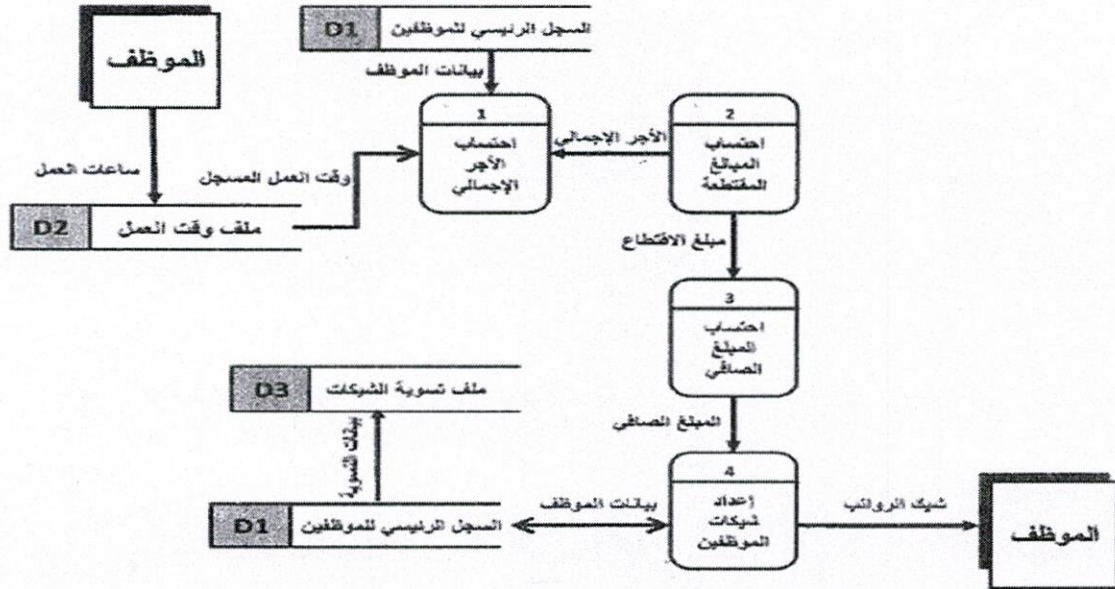 D1 السجل الرئيسي للموظفين
الموظف
بيانات الموظف
1
احتساب
الأجر
الإجمالي
الأجر الإجمالي
2
احتساب
المبالغ
المقتطعة
ساعات العمل
وقت العمل المسجل
D2 ملف وقت العمل
مبلغ الاقتطاع
3
احتساب
المبلغ
الصافي
D3 ملف تسوية الشيكات
بيانات التسوية
المبلغ الصافي
4
إعداد
شيكات
الموظفين
D1 السجل الرئيسي للموظفين
بيانات الموظف
شيك الرواتب
الموظف